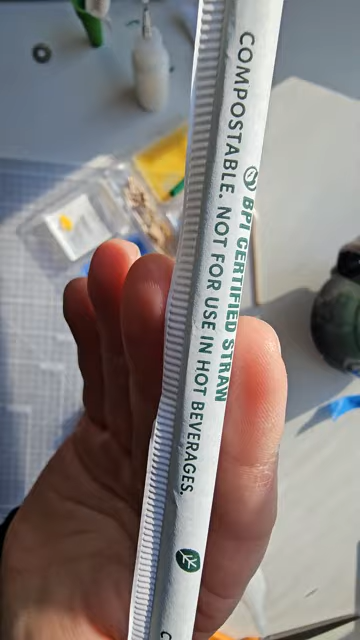 BPI CERTIFIED STRAW
COMPOSTABLE. NOT FOR USE IN HOT BEVERAGES,
C